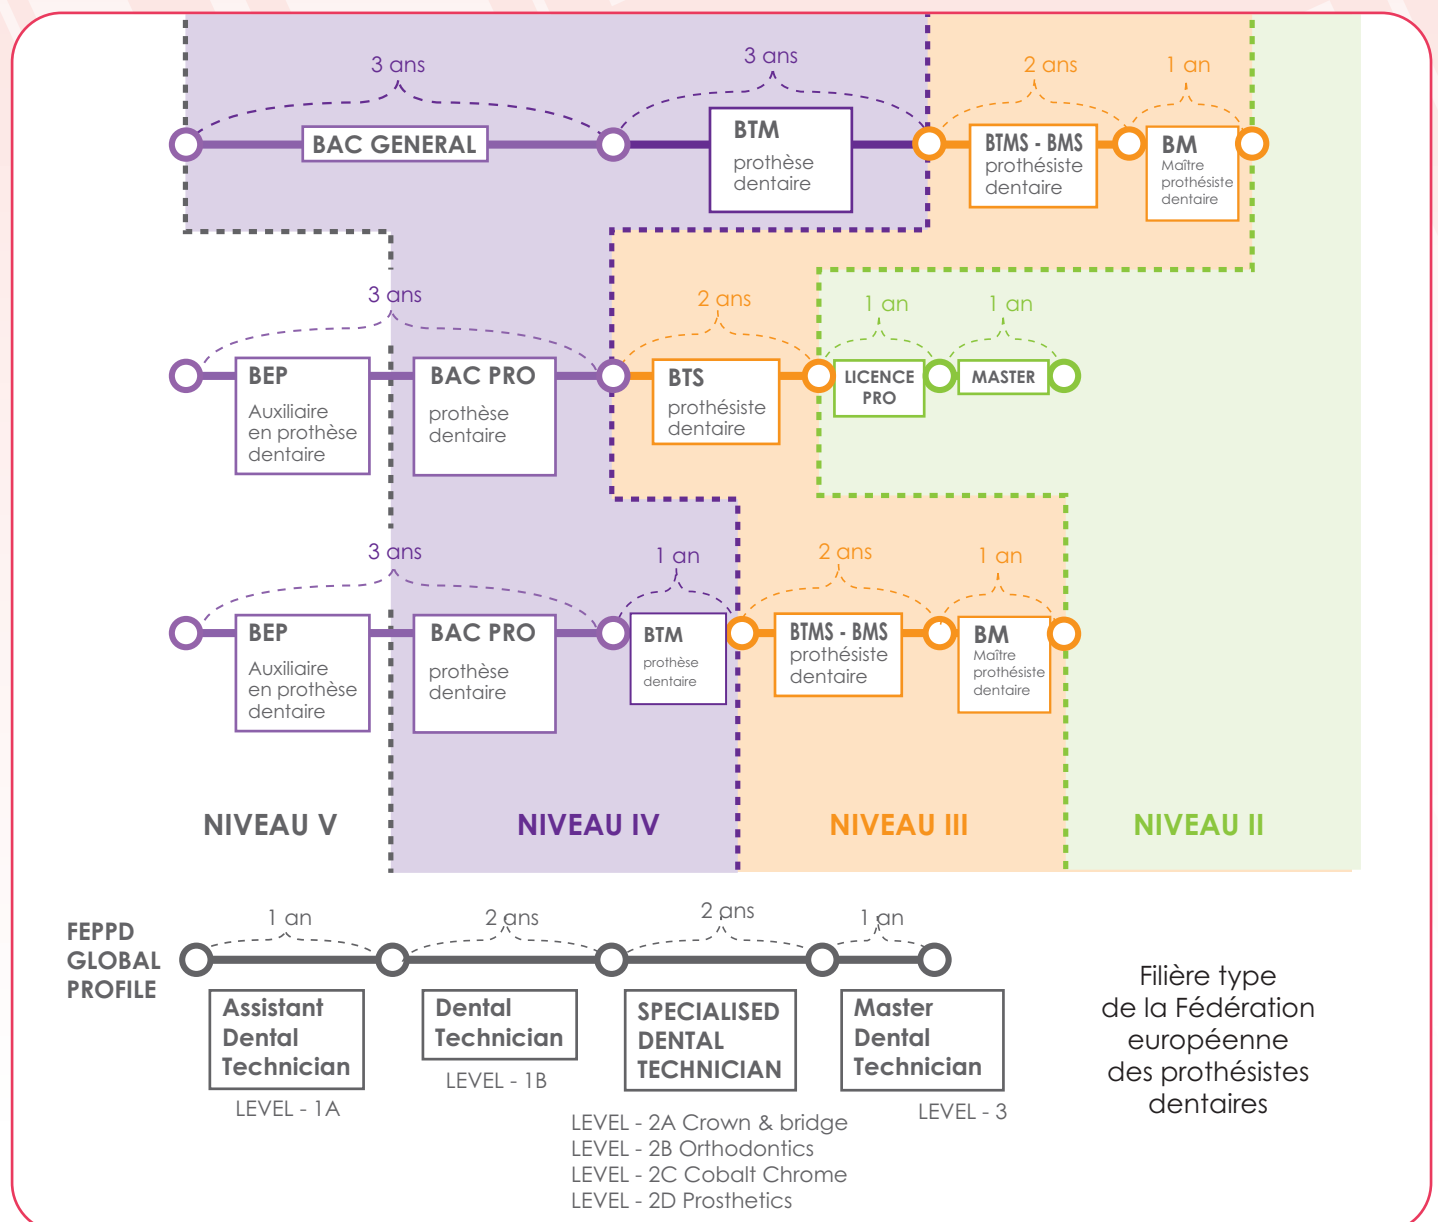 3 ans
3 ans
2 ans
1 an
BAC GENERAL
BTM
prothèse
dentaire
BTMS - BMS
prothésiste
dentaire
BM
Maître
prothésiste
dentaire
3 ans
2 ans
1 an
1 an
BEP
Auxiliaire
en prothèse
dentaire
BAC PRO
prothèse
dentaire
BTS
prothésiste
dentaire
LICENCE
PRO
MASTER
3 ans
1 an
2 ans
1 an
BEP
Auxiliaire
en prothèse
dentaire
BAC PRO
prothèse
dentaire
BTM
prothèse
dentaire
BTMS - BMS
prothésiste
dentaire
BM
Maître
prothésiste
dentaire
NIVEAU V
NIVEAU IV
NIVEAU III
NIVEAU II
FEPPD
GLOBAL
PROFILE
1 an
2 ans
2 ans
1 an
Assistant
Dental
Technician
LEVEL - 1A
Dental
Technician
LEVEL - 1B
SPECIALISED
DENTAL
TECHNICIAN
LEVEL - 2A Crown & bridge
LEVEL - 2B Orthodontics
LEVEL - 2C Cobalt Chrome
LEVEL - 2D Prosthetics
Master
Dental
Technician
LEVEL - 3
Filière type
de la Fédération
européenne
des prothésistes
dentaires